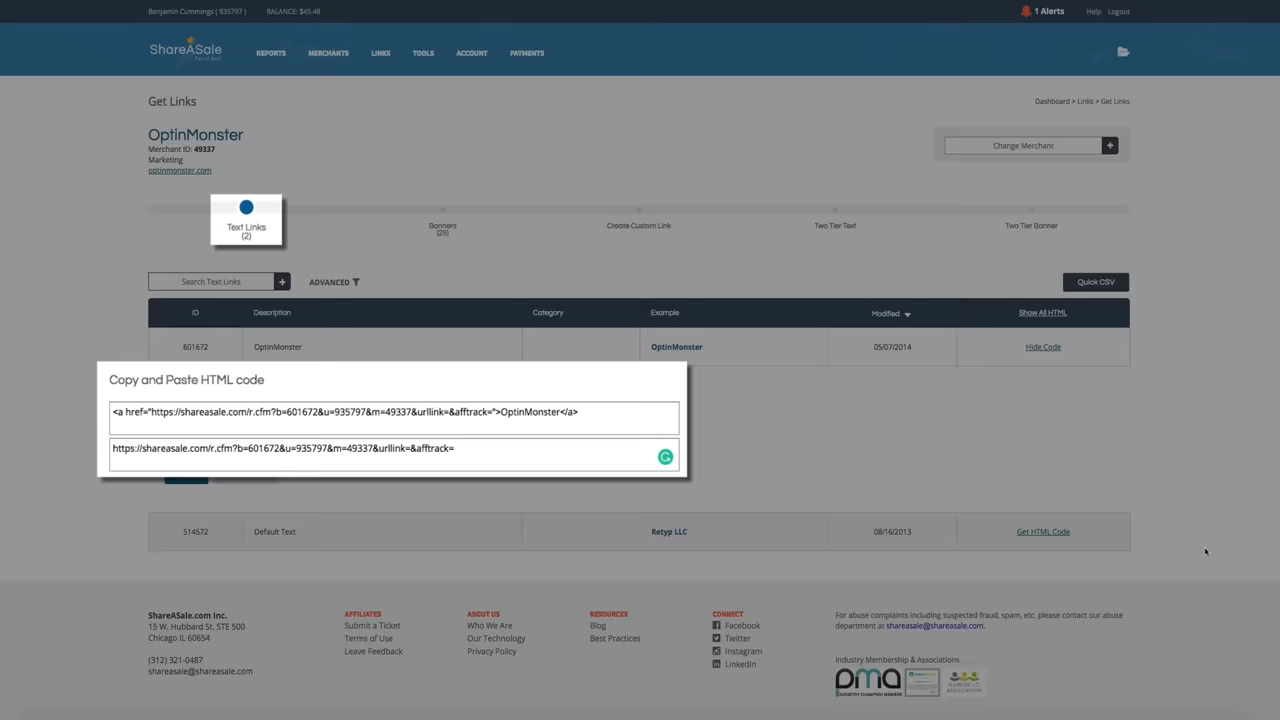 Benjamin Cummings ( 935797 )
BALANCE: $45.48
1 Alerts
Help
Logout
ShareASale
REPORTS
MERCHANTS
LINKS
TOOLS
ACCOUNT
PAYMENTS
Get Links
Dashboard > Links > Get Links
OptinMonster
Merchant ID: 49337
Marketing
optinmonster.com
Change Merchant
Text Links
(2)
Banners
(25)
Create Custom Link
Two Tier Text
Two Tier Banner
Search Text Links
ADVANCED
Quick CSV
ID
Description
Category
Example
Modified
Show All HTML
601672
OptinMonster
OptinMonster
05/07/2014
Hide Code
Copy and Paste HTML code
<a href="https://shareasale.com/r.cfm?b=601672&u=935797&m=49337&urllink=&afftrack=">OptinMonster</a>
https://shareasale.com/r.cfm?b=601672&u=935797&m=49337&urllink=&afftrack=
514572
Default Text
Retyp LLC
08/16/2013
Get HTML Code
ShareASale.com Inc.
15 W. Hubbard St. STE 500
Chicago IL 60654
(312) 321-0487
shareasale@shareasale.com
AFFILIATES
Submit a Ticket
Terms of Use
Leave Feedback
ABOUT US
Who We Are
Our Technology
Privacy Policy
RESOURCES
Blog
Best Practices
CONNECT
Facebook
Twitter
Instagram
LinkedIn
For abuse complaints including suspected fraud, spam, etc. please contact our abuse
department at shareasale@shareasale.com.
Industry Membership & Associations
pma
INDUSTRY CHAMPION MEMBER